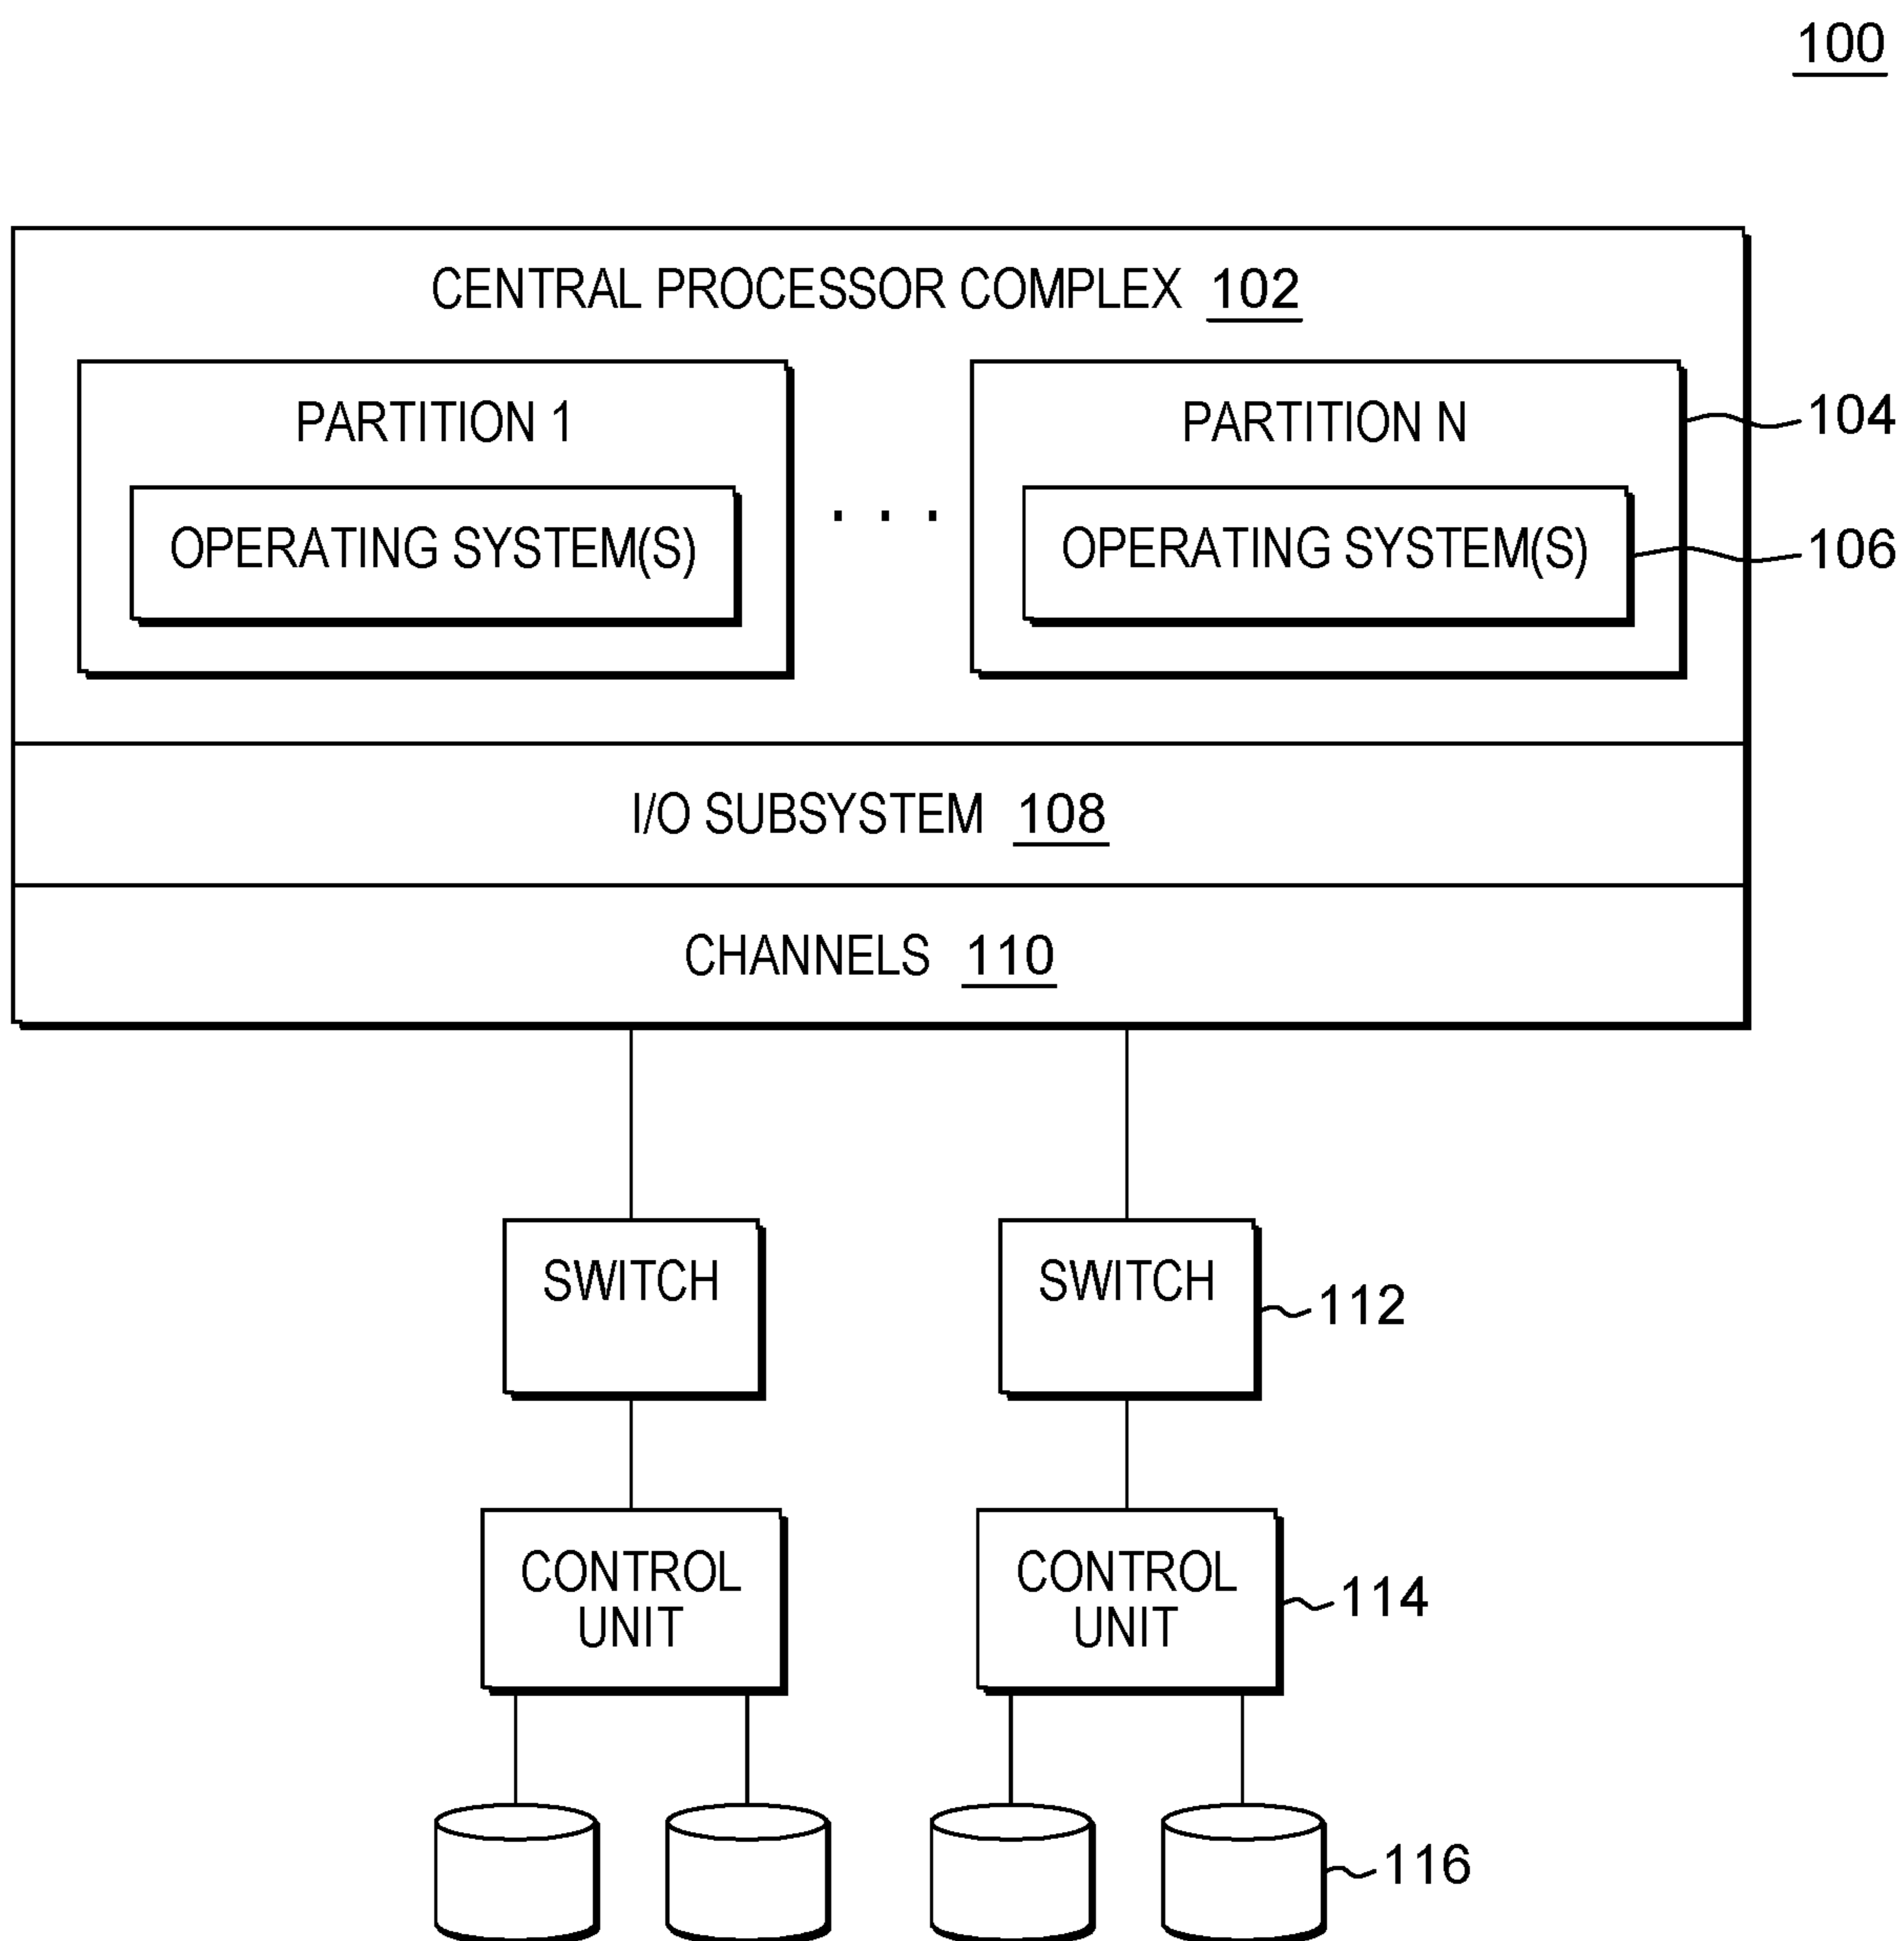 100
CENTRAL PROCESSOR COMPLEX 102
PARTITION 1
PARTITION N
104
OPERATING SYSTEM(S)
. . .
OPERATING SYSTEM(S)
106
I/O SUBSYSTEM 108
CHANNELS 110
SWITCH
SWITCH
112
CONTROL
UNIT
CONTROL
UNIT
114
116